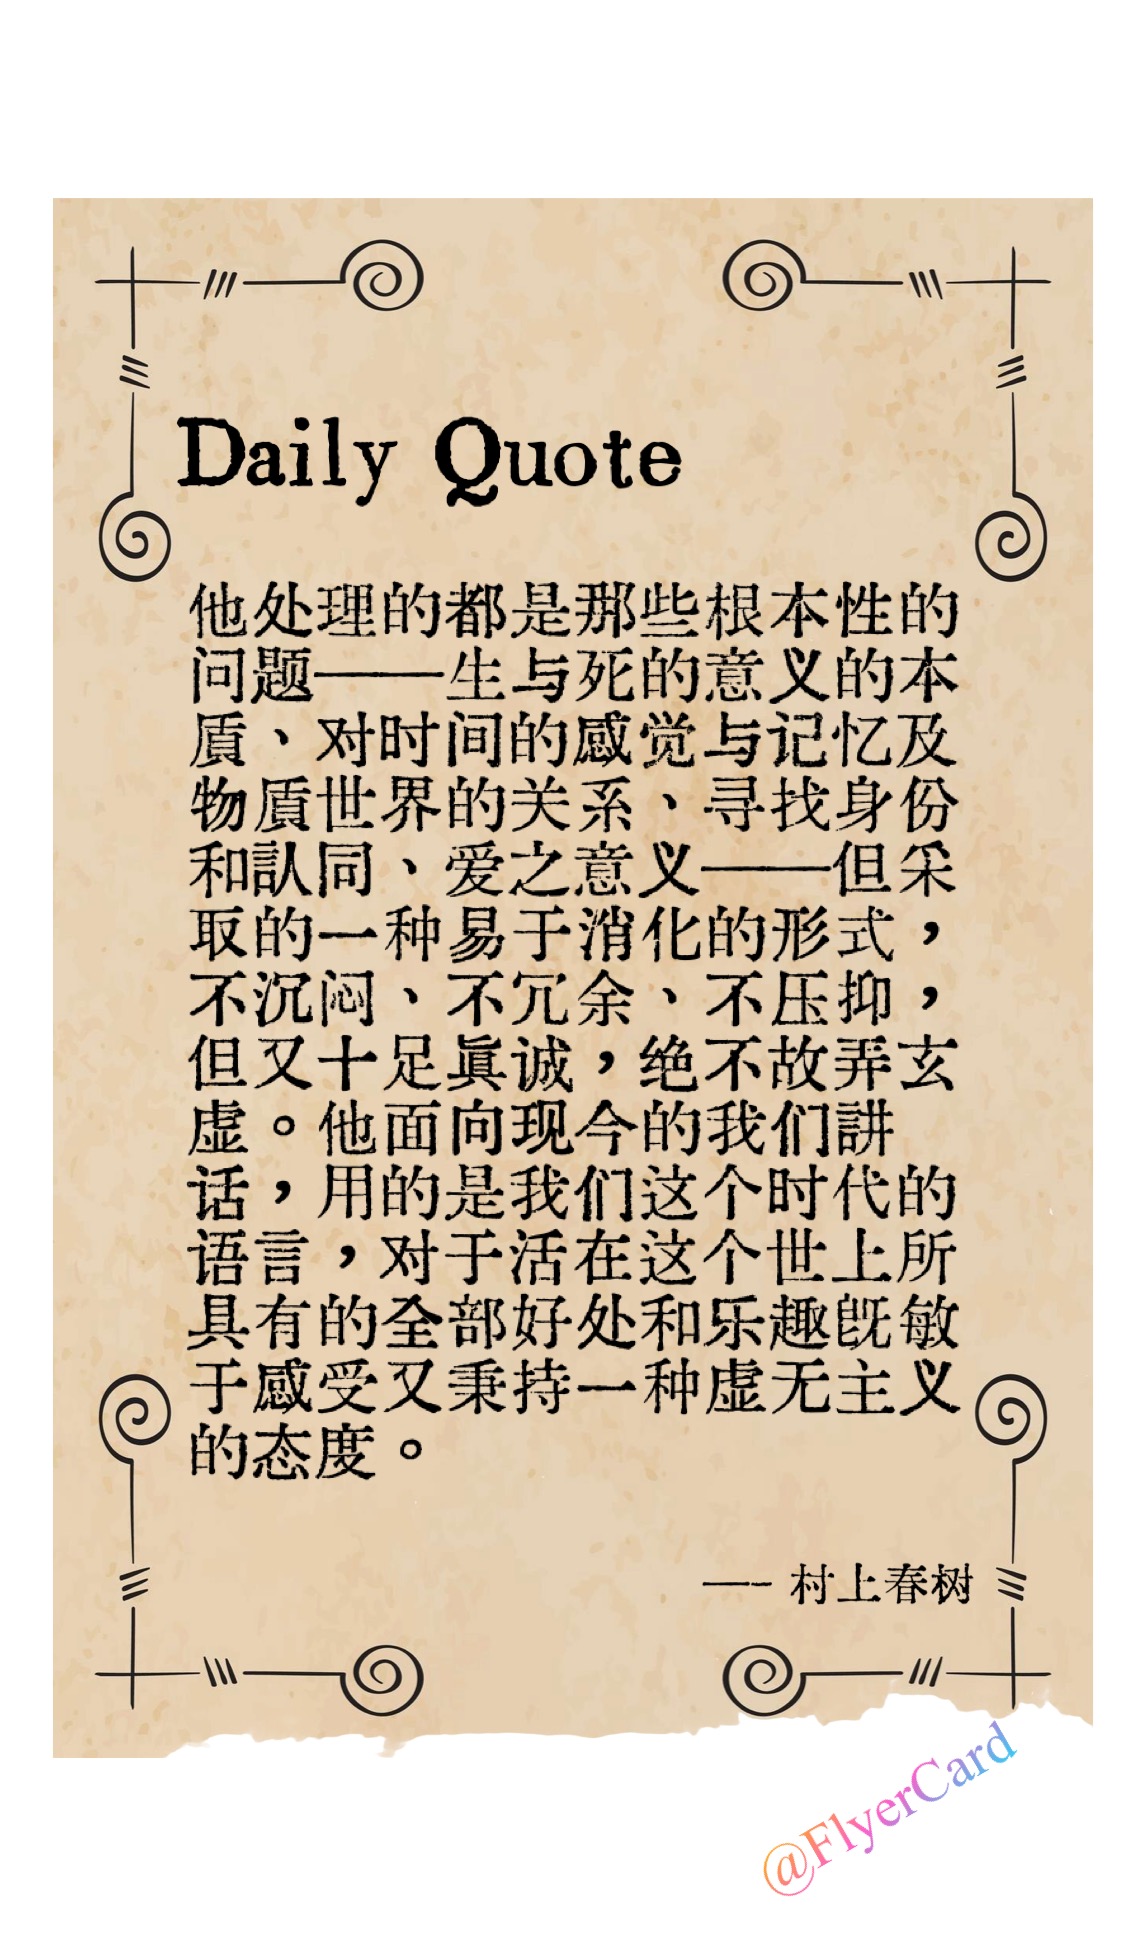 Daily Quote
他处理的都是那些根本性的
问题——生与死的意义的本
質、对时间的感觉与记忆及
物質世界的关系、寻找身份
和認同、爱之意义——但采
取的一种易于消化的形式，
不沉闷、不冗余、不压抑，
但又十足真诚，绝不故弄玄
虚。他面向现今的我们講
话，用的是我们这个时代的
语言，对于活在这个世上所
具有的全部好处和乐趣既敏
于感受又秉持一种虚无主义
的态度。
—- 村上春树
@FlyerCard